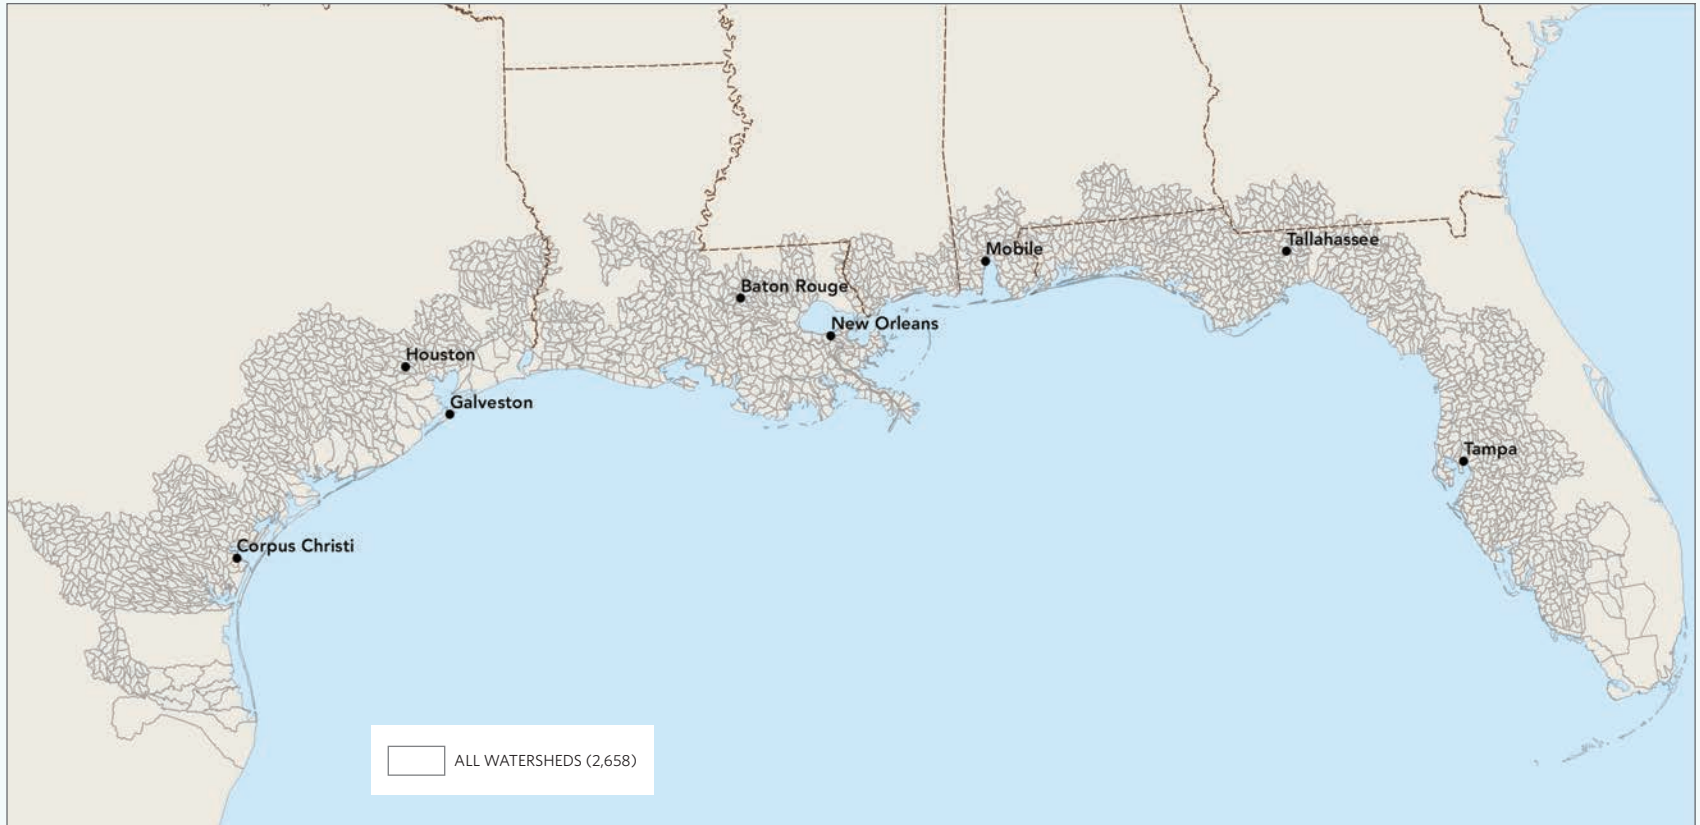 Tallahassee
Mobile
Baton Rouge
New Orleans
Houston
Galveston
Tampa
Corpus Christi
ALL WATERSHEDS (2,658)